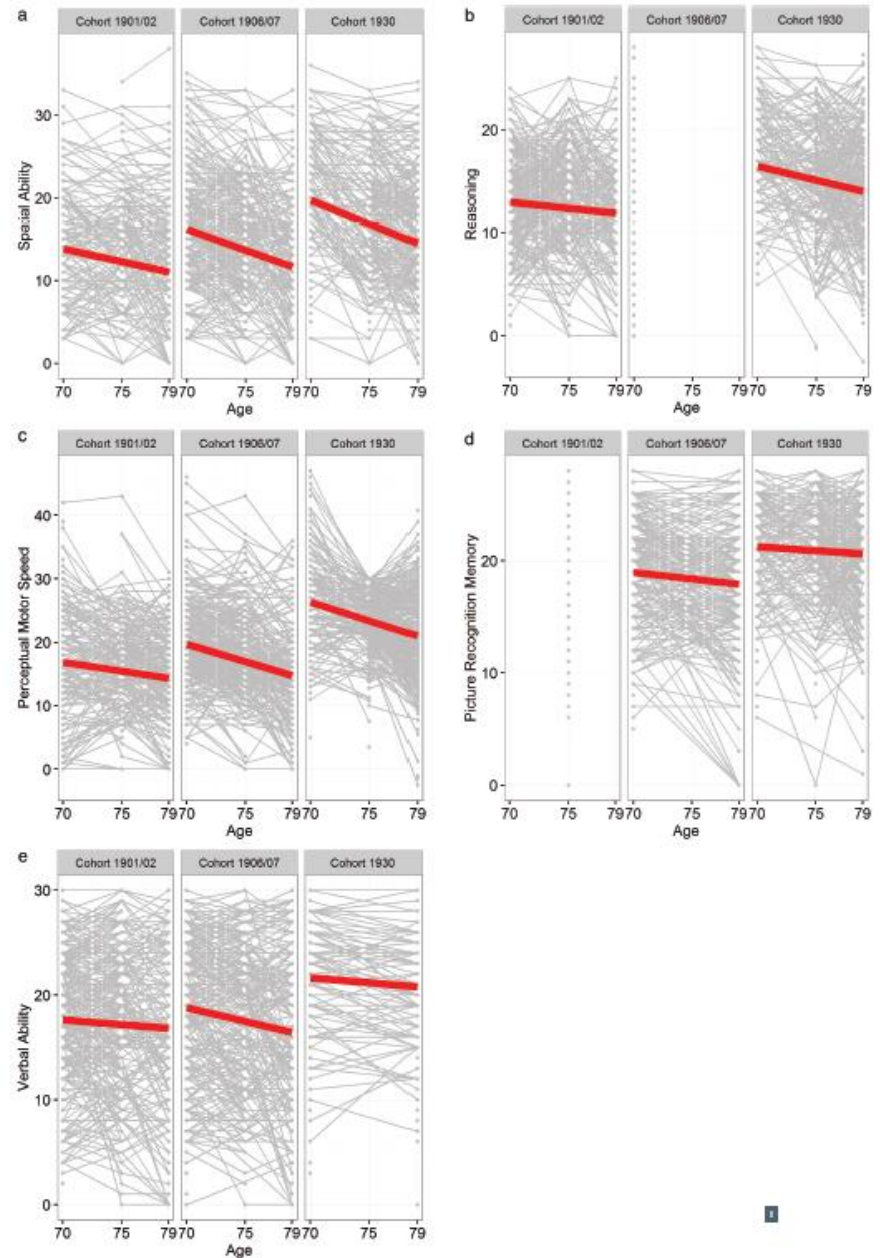 a
Cohort 1901/02 Cohort 1906/07 Cohort 1930
Spatial Ability
30
20
10
0
70 75 79 70 75 79 70 75 79
Age
b
Cohort 1901/02 Cohort 1906/07 Cohort 1930
Reasoning
20
10
0
70 75 79 70 75 79 70 75 79
Age
c
Cohort 1901/02 Cohort 1906/07 Cohort 1930
Perceptual Motor Speed
40
30
20
10
0
70 75 79 70 75 79 70 75 79
Age
d
Cohort 1901/02 Cohort 1906/07 Cohort 1930
Picture Recognition Memory
20
10
0
70 75 79 70 75 79 70 75 79
Age
e
Cohort 1901/02 Cohort 1906/07 Cohort 1930
Verbal Ability
30
20
10
0
70 75 79 70 75 79 70 75 79
Age